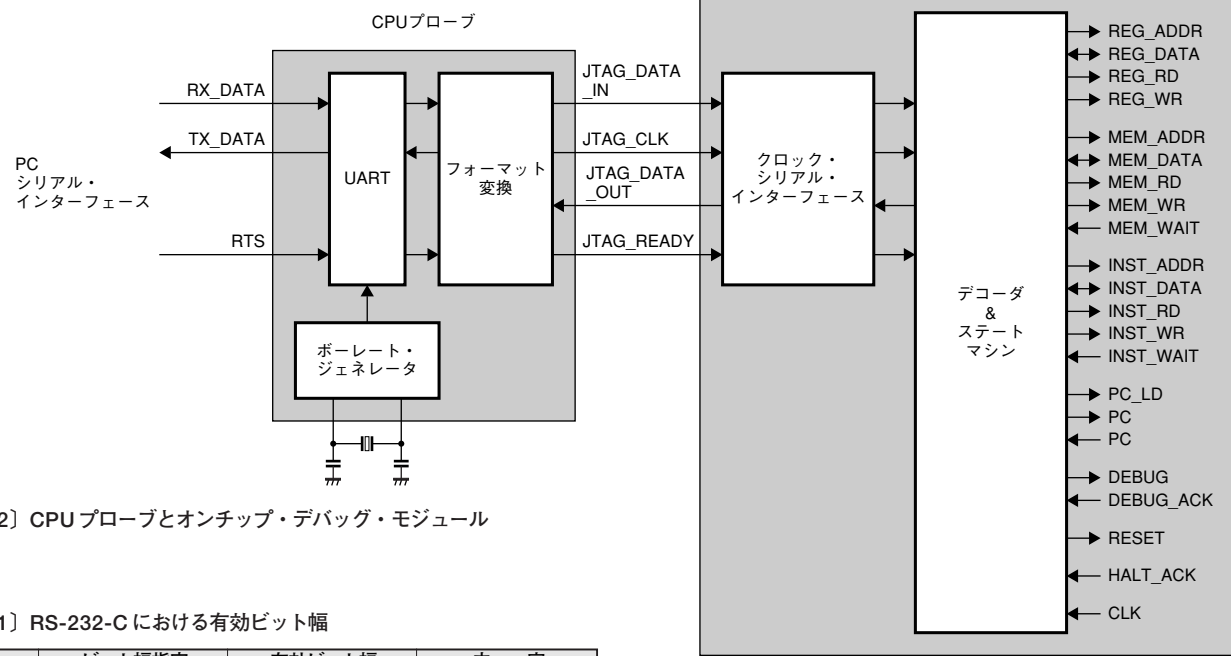 CPUプローブ
RX_DATA
TX_DATA
RTS
PC
シリアル・
インターフェース
UART
フォーマット
変換
ボーレート・
ジェネレータ
JTAG_DATA
_IN
JTAG_CLK
JTAG_DATA
_OUT
JTAG_READY
クロック・
シリアル・
インターフェース
デコーダ
&
ステート
マシン
REG_ADDR
REG_DATA
REG_RD
REG_WR
MEM_ADDR
MEM_DATA
MEM_RD
MEM_WR
MEM_WAIT
INST_ADDR
INST_DATA
INST_RD
INST_WR
INST_WAIT
PC_LD
PC
PC
DEBUG
DEBUG_ACK
RESET
HALT_ACK
CLK
2〕CPUプローブとオンチップ・デバッグ・モジュール
1〕RS-232-Cにおける有効ビット幅